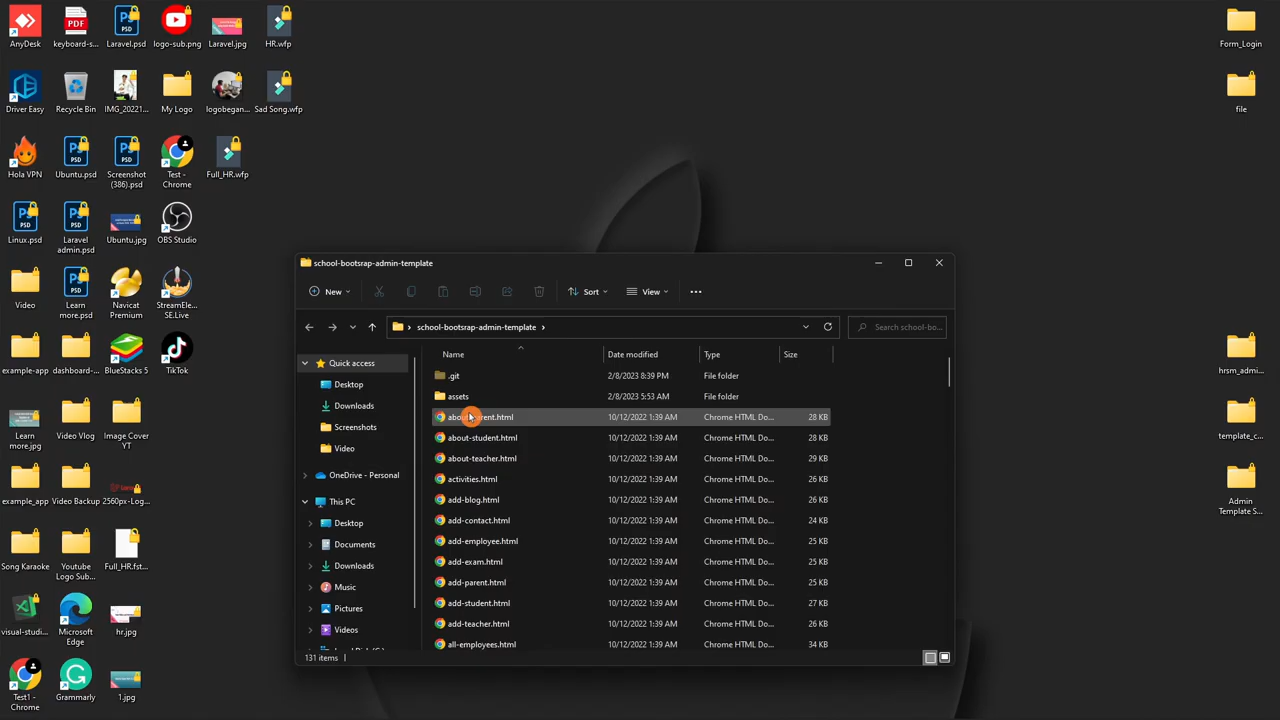 AnyDesk
keyboard-s...
Laravel.psd
logo-sub.png
Laravel.jpg
HR.wfp
Driver Easy
Recycle Bin
IMG_20221...
My Logo
logobegan...
Sad Song.wfp
Hola VPN
Ubuntu.psd
Screenshot
(386).psd
Test -
Chrome
Full_HR.wfp
Linux.psd
Laravel
admin.psd
Ubuntu.jpg
OBS Studio
Video
Learn
more.psd
Navicat
Premium
StreamEle...
SE.Live
example-app
dashboard-...
BlueStacks 5
TikTok
Learn
more.jpg
Video Vlog
Image Cover
YT
example_app
Video Backup
2560px-Log...
Song Karaoke
Youtube
Logo Sub...
Full_HR.fst...
visual-studi...
Microsoft
Edge
hr.jpg
Test1 -
Chrome
Grammarly
1.jpg
Form_Login
file
hrsm_admi...
template_c...
Admin
Template S...
school-bootsrap-admin-template
New
Sort
View
school-bootsrap-admin-template
Search school-bo...
Quick access
Desktop
Downloads
Screenshots
Video
OneDrive - Personal
This PC
Desktop
Documents
Downloads
Music
Pictures
Videos
Name Date modified Type Size
.git 2/8/2023 8:39 PM File folder
assets 2/8/2023 5:53 AM File folder
10/12/2022 1:39 AM Chrome HTML Do... 28 KB
about-student.html 10/12/2022 1:39 AM Chrome HTML Do... 28 KB
about-teacher.html 10/12/2022 1:39 AM Chrome HTML Do... 29 KB
activities.html 10/12/2022 1:39 AM Chrome HTML Do... 26 KB
add-blog.html 10/12/2022 1:39 AM Chrome HTML Do... 26 KB
add-contact.html 10/12/2022 1:39 AM Chrome HTML Do... 24 KB
add-employee.html 10/12/2022 1:39 AM Chrome HTML Do... 26 KB
add-exam.html 10/12/2022 1:39 AM Chrome HTML Do... 25 KB
add-parent.html 10/12/2022 1:39 AM Chrome HTML Do... 25 KB
add-student.html 10/12/2022 1:39 AM Chrome HTML Do... 27 KB
add-teacher.html 10/12/2022 1:39 AM Chrome HTML Do... 26 KB
all-employees.html 10/12/2022 1:39 AM Chrome HTML Do... 34 KB
131 items